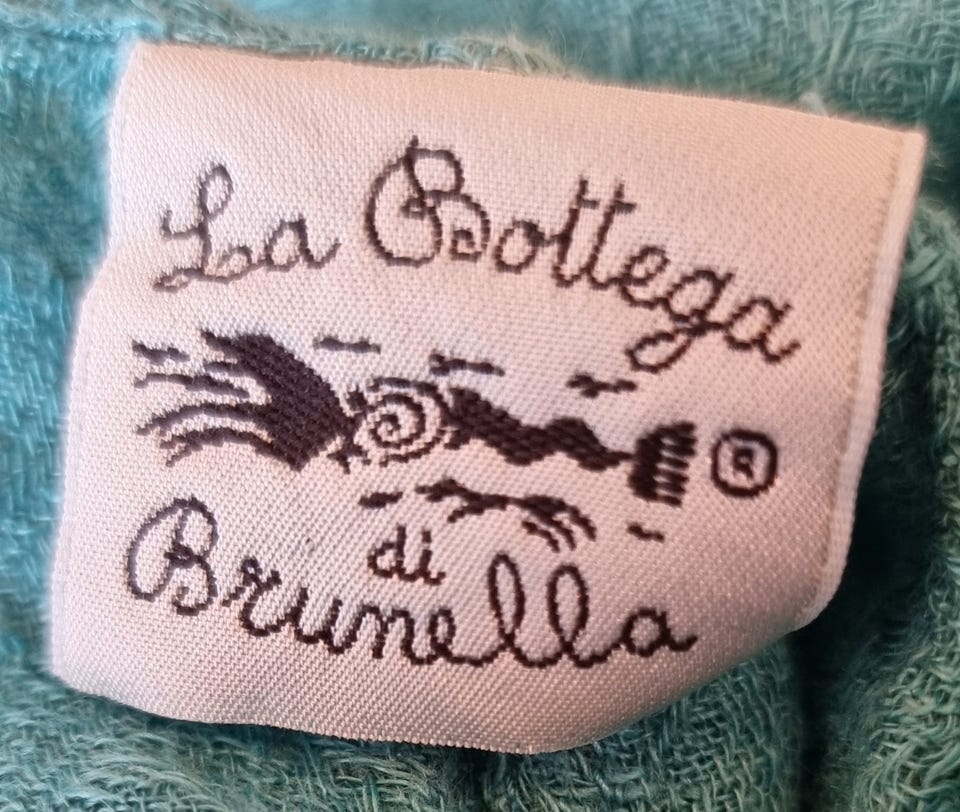 La Bottega
®
di
Brunella